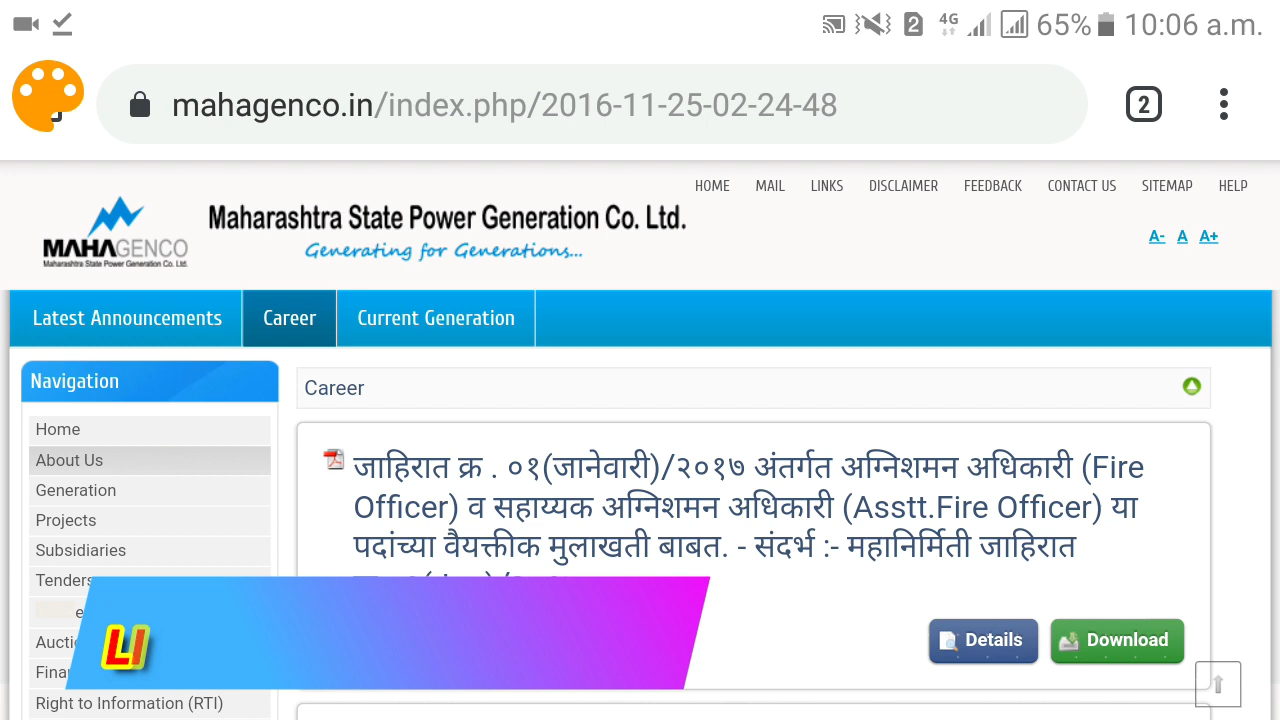 2 4G 65% 10:06 a.m.
mahagenco.in/index.php/2016-11-25-02-24-48
2
HOME MAIL LINKS DISCLAIMER FEEDBACK CONTACT US SITEMAP HELP
Maharashtra State Power Generation Co. Ltd.
Generating for Generations...
MAHAGENCO
Maharashtra State Power Generation Co. Ltd.
A- A A+
Latest Announcements Career Current Generation
Navigation
Home
About Us
Generation
Projects
Subsidiaries
Tenders
Right to Information (RTI)
Career
जाहिरात क्र . ०१(जानेवारी)/२०१७ अंतर्गत अग्निशमन अधिकारी (Fire
Officer) व सहाय्यक अग्निशमन अधिकारी (Asstt.Fire Officer) या
पदांच्या वैयक्तीक मुलाखती बाबत. - संदर्भ :- महानिर्मिती जाहिरात
Details Download
LI